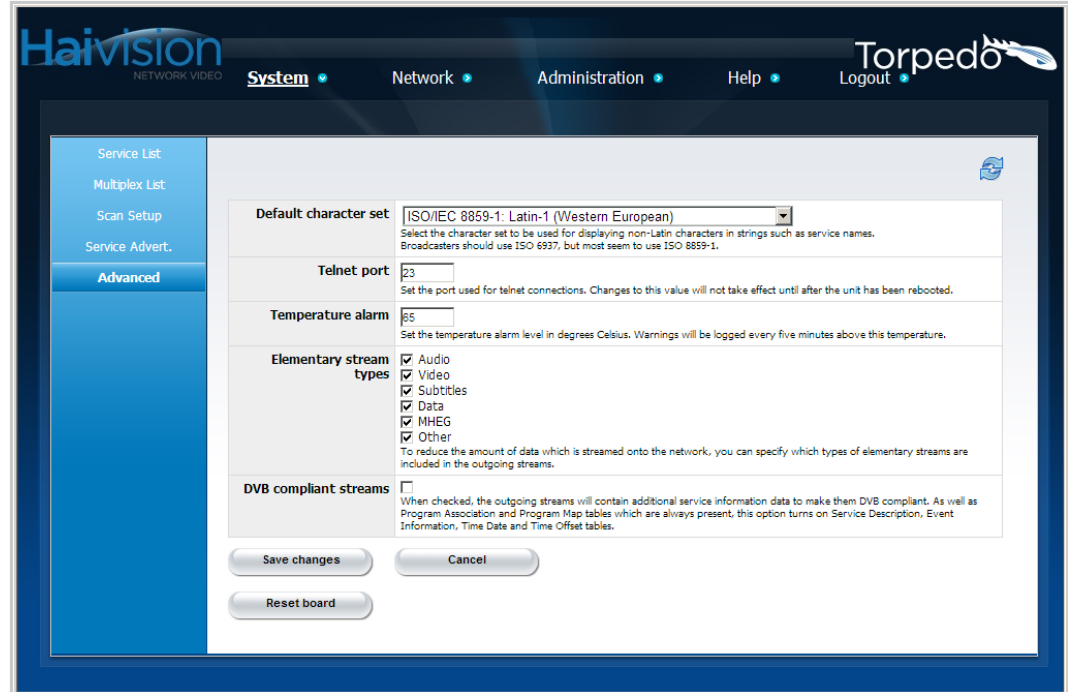 Haivision
NETWORK VIDEO
Torpedo
System
Network
Administration
Help
Logout
Service List
Multiplex List
Scan Setup
Service Advert.
Advanced
Default character set
ISO/IEC 8859-1: Latin-1 (Western European)
Select the character set to be used for displaying non-Latin characters in strings such as service names.
Broadcasters should use ISO 6937, but most seem to use ISO 8859-1.
Telnet port
23
Set the port used for telnet connections. Changes to this value will not take effect until after the unit has been rebooted.
Temperature alarm
65
Set the temperature alarm level in degrees Celsius. Warnings will be logged every five minutes above this temperature.
Elementary stream
types
Audio
Video
Subtitles
Data
MHEG
Other
To reduce the amount of data which is streamed onto the network, you can specify which types of elementary streams are
included in the outgoing streams.
DVB compliant streams
When checked, the outgoing streams will contain additional service information data to make them DVB compliant. As well as
Program Association and Program Map tables which are always present, this option turns on Service Description, Event
Information, Time Date and Time Offset tables.
Save changes
Cancel
Reset board